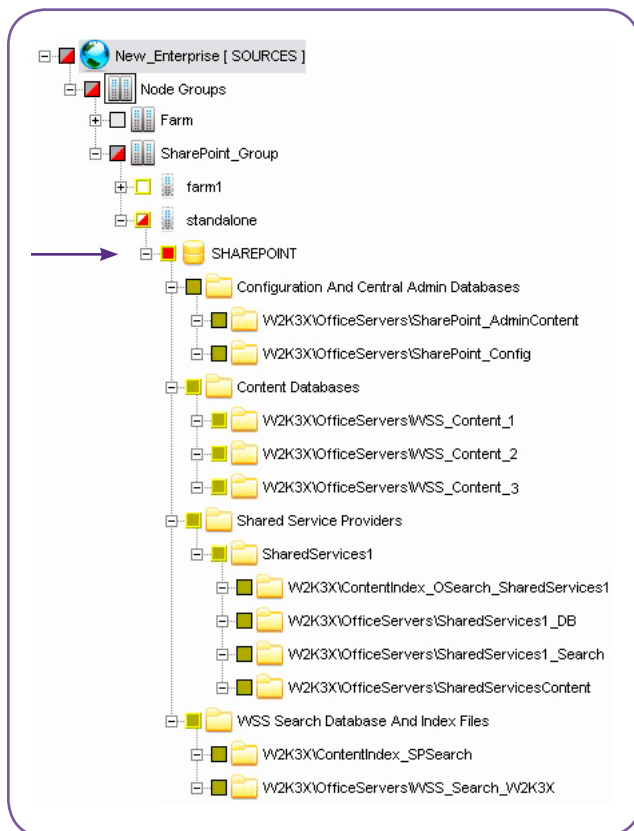 New_Enterprise [ SOURCES ]
Node Groups
Farm
SharePoint_Group
farm1
standalone
SHAREPOINT
Configuration And Central Admin Databases
W2K3X\OfficeServers\SharePoint_AdminContent
W2K3X\OfficeServers\SharePoint_Config
Content Databases
W2K3X\OfficeServers\WSS_Content_1
W2K3X\OfficeServers\WSS_Content_2
W2K3X\OfficeServers\WSS_Content_3
Shared Service Providers
SharedServices1
W2K3X\ContentIndex_OSearch_SharedServices1
W2K3X\OfficeServers\SharedServices1_DB
W2K3X\OfficeServers\SharedServices1_Search
W2K3X\OfficeServers\SharedServicesContent
WSS Search Database And Index Files
W2K3X\ContentIndex_SPSearch
W2K3X\OfficeServers\WSS_Search_W2K3X